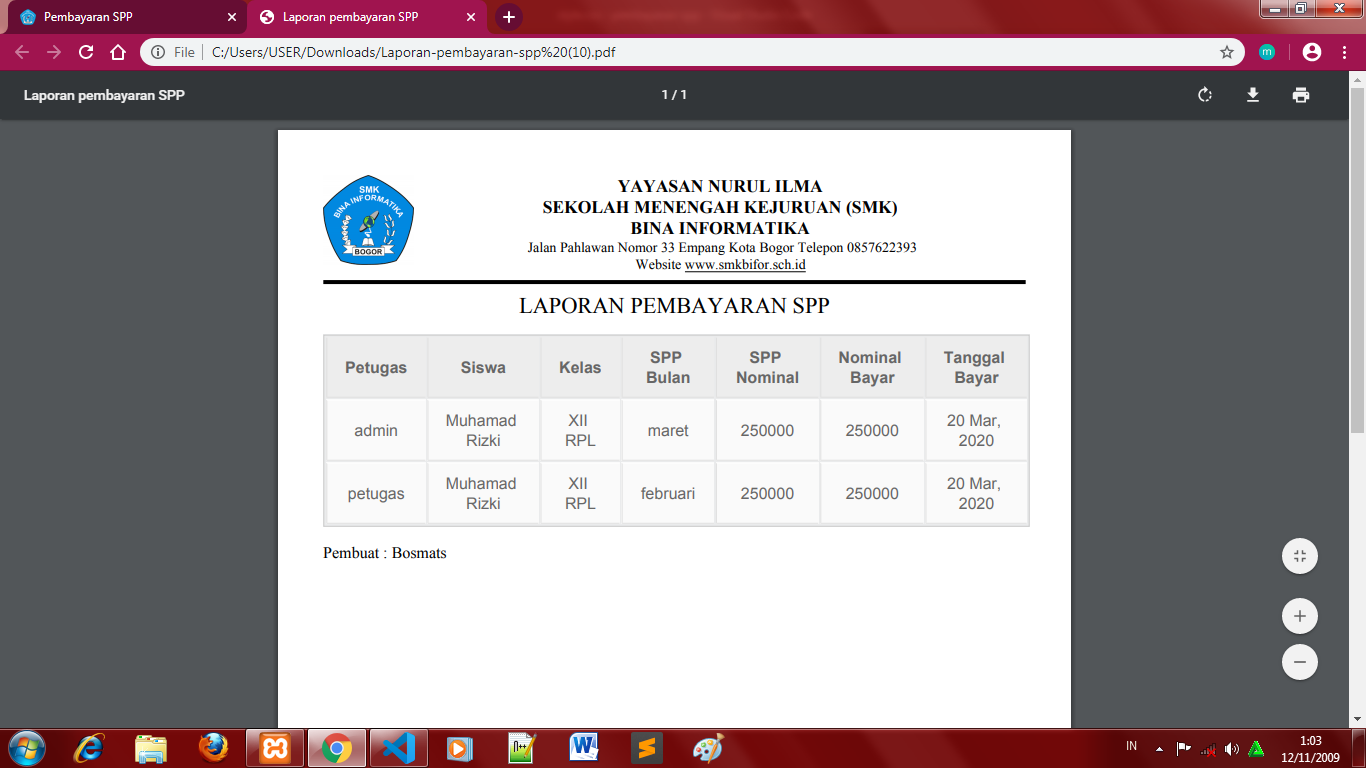 Pembayaran SPP
Laporan pembayaran SPP
File
C:/Users/USER/Downloads/Laporan-pembayaran-spp%20(10).pdf
m
Laporan pembayaran SPP
1 / 1
SMK
BINA INFORMATIKA
BOGOR
YAYASAN NURUL ILMA
SEKOLAH MENENGAH KEJURUAN (SMK)
BINA INFORMATIKA
Jalan Pahlawan Nomor 33 Empang Kota Bogor Telepon 0857622393
Website www.smkbifor.sch.id
LAPORAN PEMBAYARAN SPP
Petugas Siswa Kelas SPP Bulan SPP Nominal Nominal Bayar Tanggal Bayar
admin Muhamad Rizki XII RPL maret 250000 250000 20 Mar, 2020
petugas Muhamad Rizki XII RPL februari 250000 250000 20 Mar, 2020
Pembuat : Bosmats
IN
1:03
12/11/2009